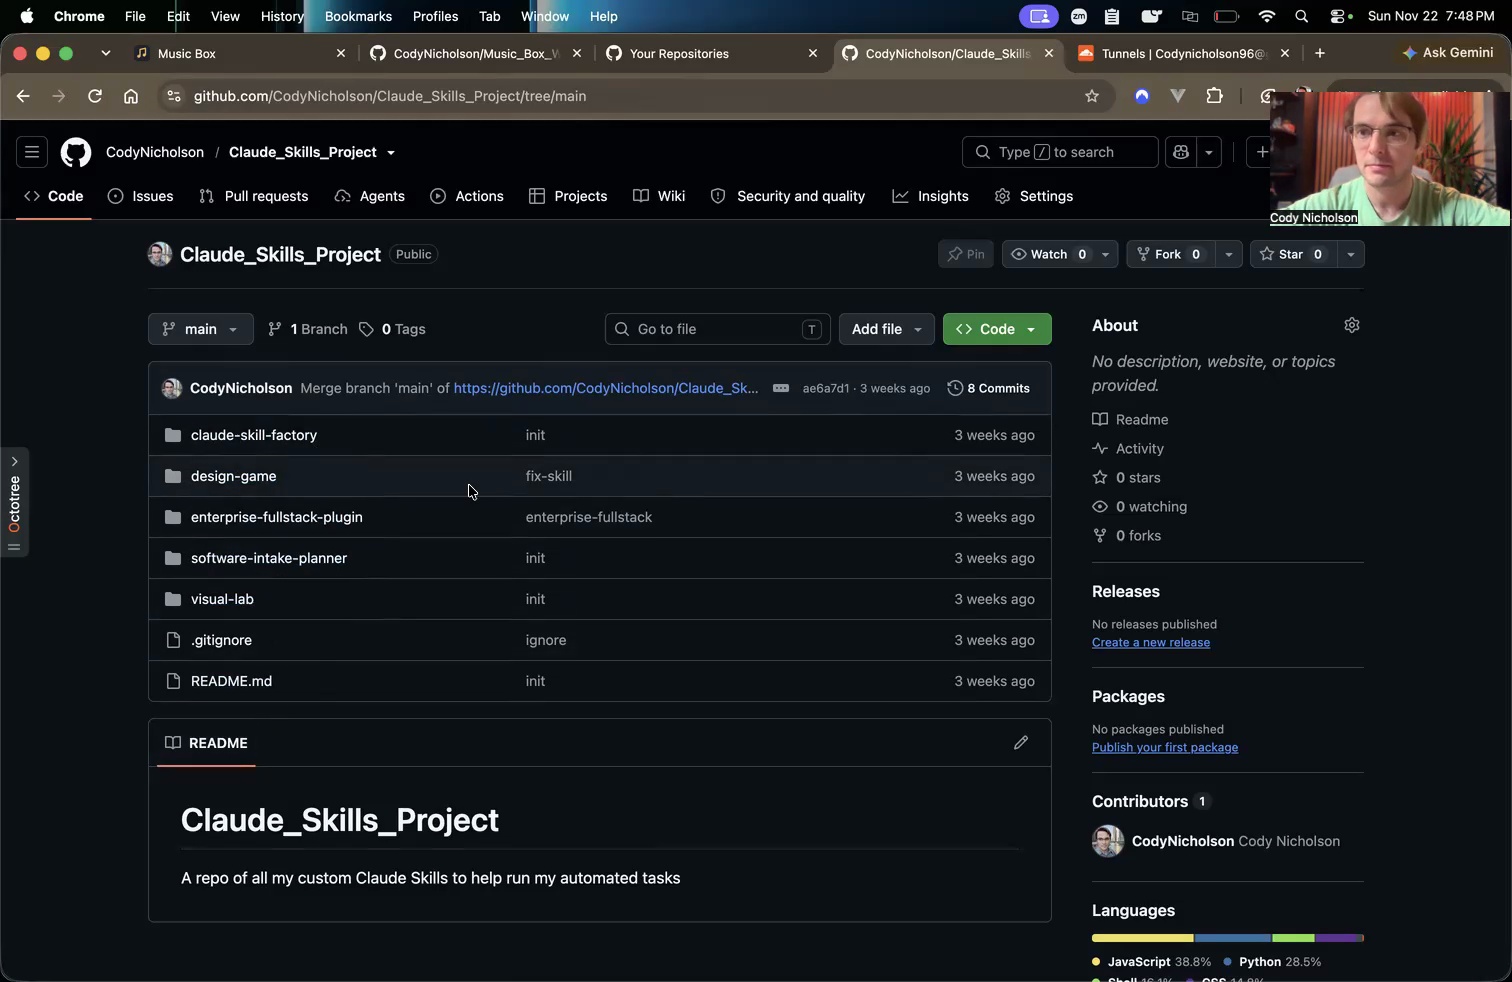 Chrome File Edit View History Bookmarks Profiles Tab Window Help
zm
Sun Nov 22 7:48 PM
Music Box
CodyNicholson/Music_Box_
Your Repositories
CodyNicholson/Claude_Skills
Tunnels | Codynicholson96@
Ask Gemini
github.com/CodyNicholson/Claude_Skills_Project/tree/main
CodyNicholson / Claude_Skills_Project
Type / to search
Cody Nicholson
Code Issues Pull requests Agents Actions Projects Wiki Security and quality Insights Settings
Claude_Skills_Project Public
Pin Watch 0 Fork 0 Star 0
main 1 Branch 0 Tags
Go to file T
Add file
Code
CodyNicholson Merge branch 'main' of https://github.com/CodyNicholson/Claude_Sk... ae6a7d1 · 3 weeks ago 8 Commits
claude-skill-factory init 3 weeks ago
design-game fix-skill 3 weeks ago
enterprise-fullstack-plugin enterprise-fullstack 3 weeks ago
software-intake-planner init 3 weeks ago
visual-lab init 3 weeks ago
.gitignore ignore 3 weeks ago
README.md init 3 weeks ago
Octotree
README
Claude_Skills_Project
A repo of all my custom Claude Skills to help run my automated tasks
About
No description, website, or topics
provided.
Readme
Activity
0 stars
0 watching
0 forks
Releases
No releases published
Create a new release
Packages
No packages published
Publish your first package
Contributors 1
CodyNicholson Cody Nicholson
Languages
JavaScript 38.8% Python 28.5%
Shell 16.1% CSS 14.8%